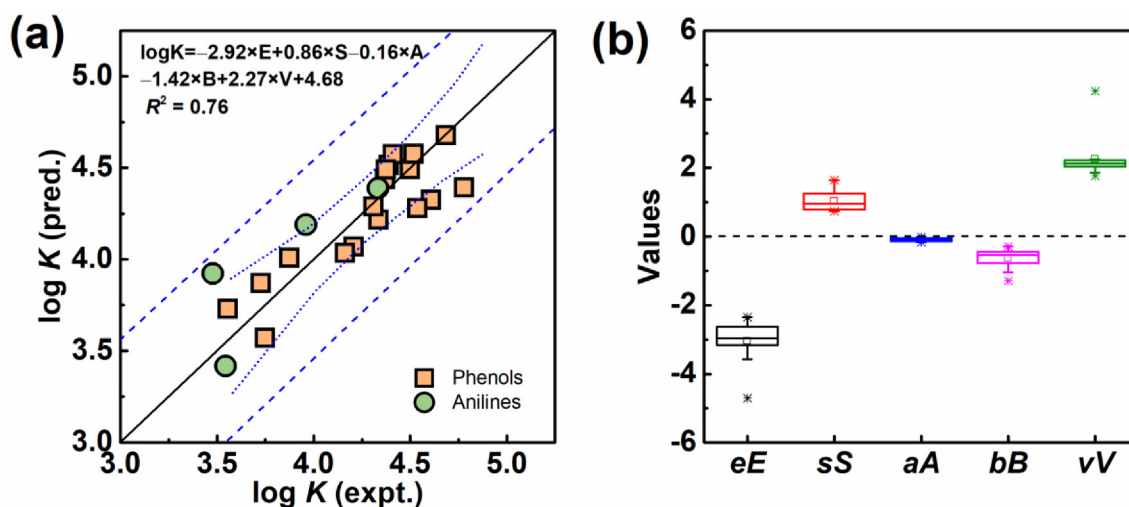 (a)
logK=−2.92×E+0.86×S−0.16×A
−1.42×B+2.27×V+4.68
R² = 0.76
5.0
4.5
4.0
3.5
3.0
log K (pred.)
Phenols
Anilines
3.0 3.5 4.0 4.5 5.0
log K (expt.)
(b)
6
4
2
0
-2
-4
-6
Values
eE sS aA bB vV